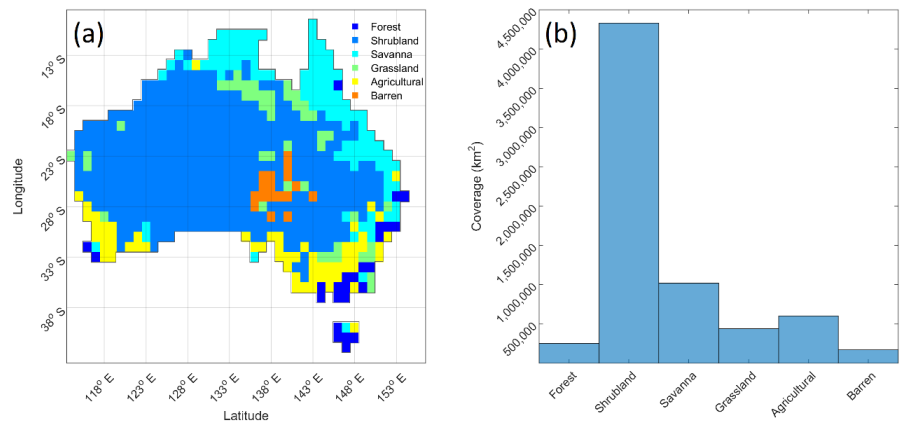 (a)
Forest
Shrubland
Savanna
Grassland
Agricultural
Barren
13° S
18° S
23° S
28° S
33° S
38° S
Longitude
118° E
123° E
128° E
133° E
138° E
143° E
148° E
153° E
Latitude
(b)
4,500,000
4,000,000
3,500,000
3,000,000
2,500,000
2,000,000
1,500,000
1,000,000
500,000
Coverage (km²)
Forest
Shrubland
Savanna
Grassland
Agricultural
Barren